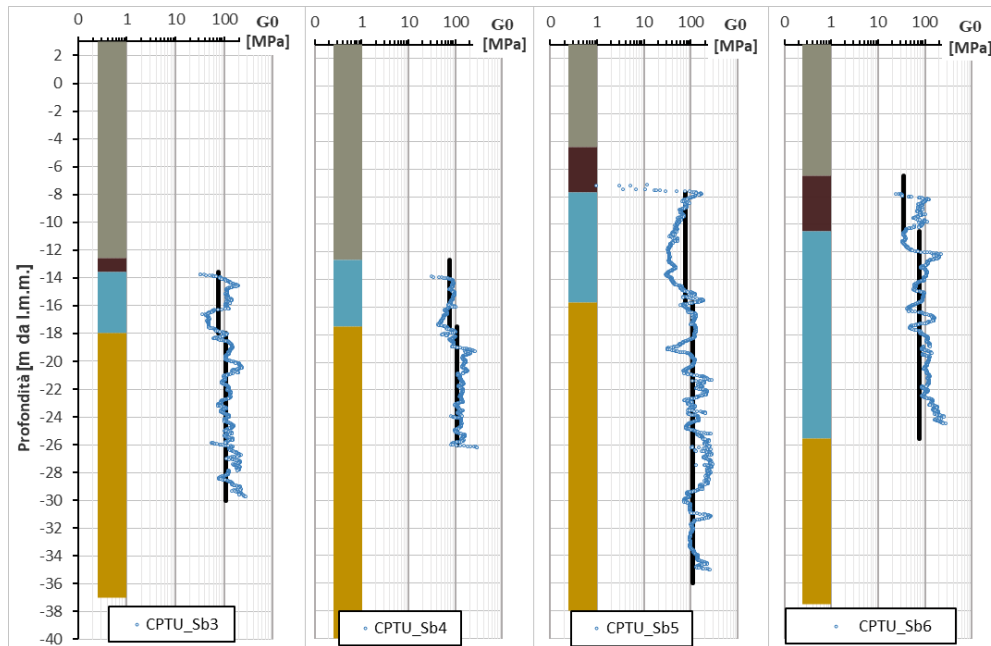 0 1 10 100 G0
[MPa]
0 1 10 100 G0
[MPa]
0 1 10 100 G0
[MPa]
0 1 10 100 G0
[MPa]
Profondità [m da l.m.m.]
2
0
-2
-4
-6
-8
-10
-12
-14
-16
-18
-20
-22
-24
-26
-28
-30
-32
-34
-36
-38
-40
CPTU_Sb3
CPTU_Sb4
CPTU_Sb5
CPTU_Sb6